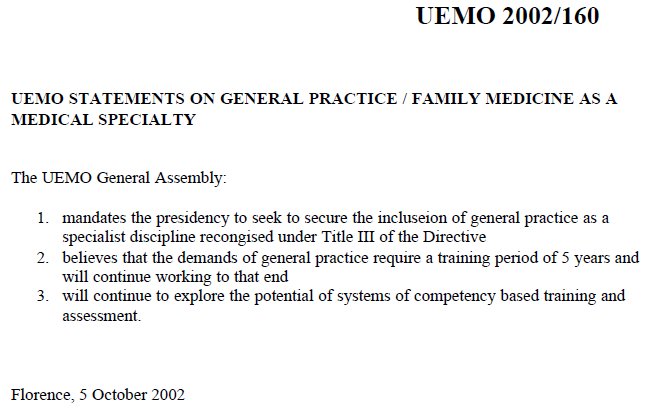 UEMO 2002/160
UEMO STATEMENTS ON GENERAL PRACTICE / FAMILY MEDICINE AS A
MEDICAL SPECIALTY
The UEMO General Assembly:
1. mandates the presidency to seek to secure the incluseion of general practice as a
specialist discipline recongised under Title III of the Directive
2. believes that the demands of general practice require a training period of 5 years and
will continue working to that end
3. will continue to explore the potential of systems of competency based training and
assessment.
Florence, 5 October 2002